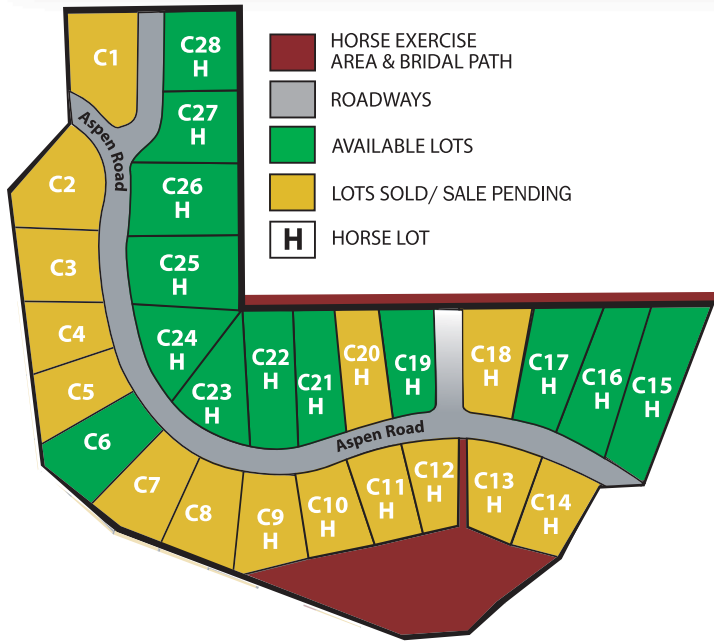 C1
C28
H
HORSE EXERCISE
AREA & BRIDAL PATH
ROADWAYS
AVAILABLE LOTS
LOTS SOLD/ SALE PENDING
H HORSE LOT
C27
H
Aspen Road
C2
C26
H
C3
C25
H
C4
C24
H
C5
C23
H
C22
H
C21
H
C20
H
C19
H
C18
H
C17
H
C16
H
C15
H
Aspen Road
C6
C7
C8
C9
H
C10
H
C11
H
C12
H
C13
H
C14
H